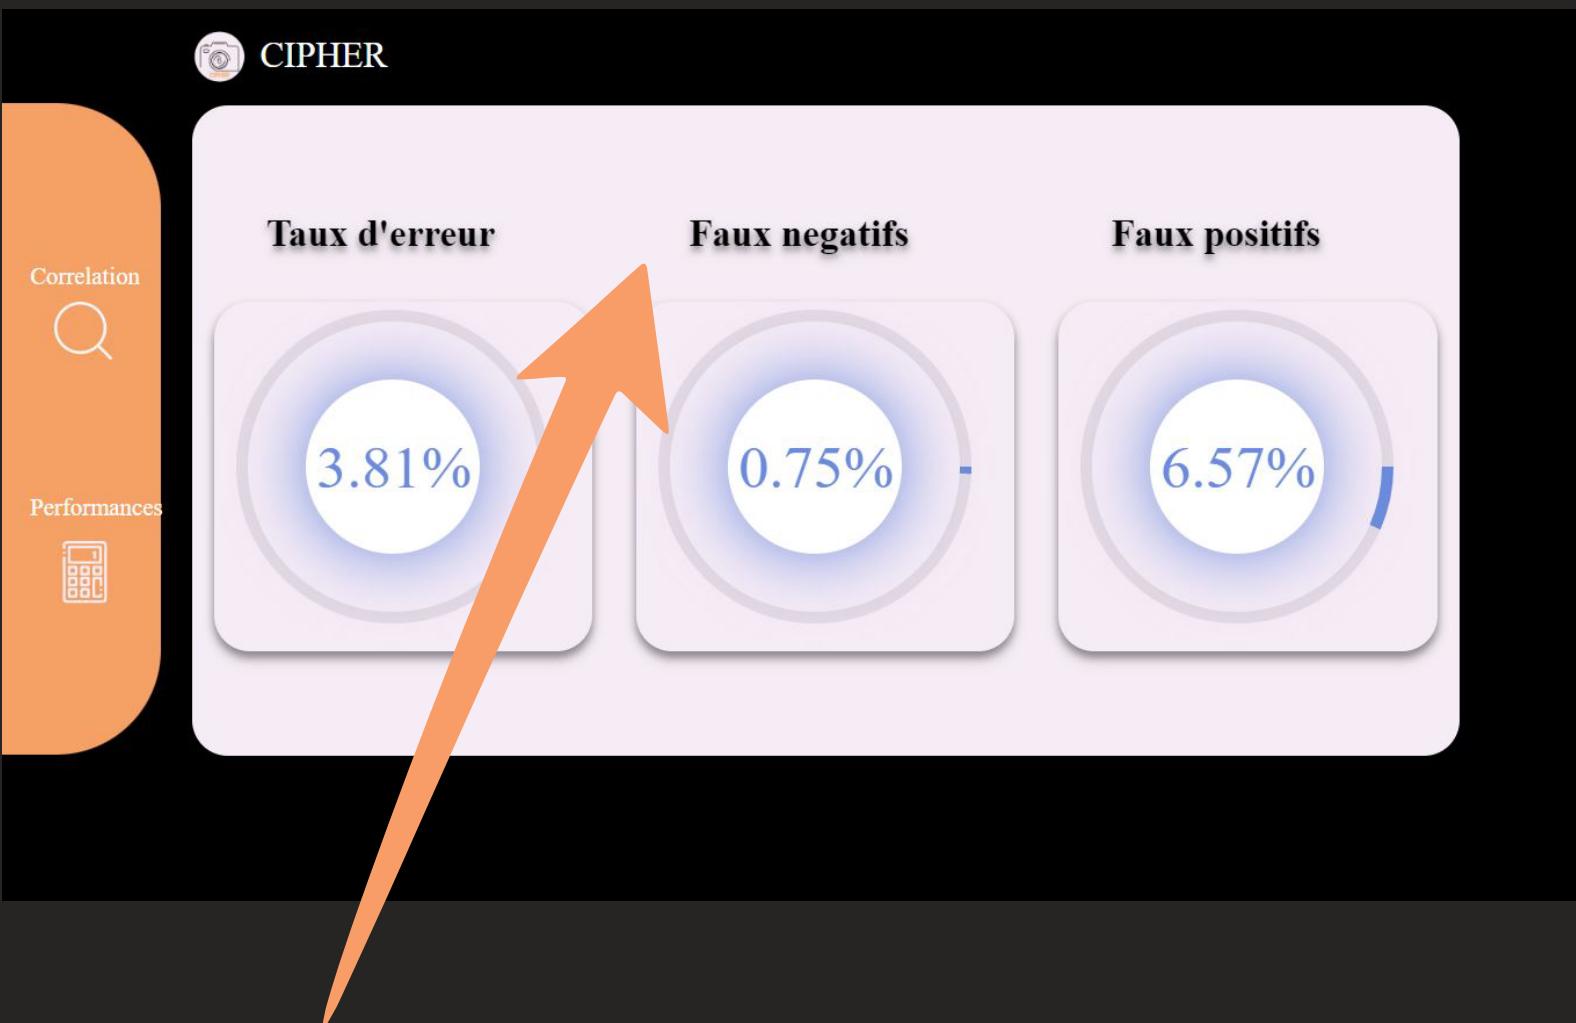 CIPHER
Correlation
Performances
Taux d'erreur
Faux negatifs
Faux positifs
3.81%
0.75%
6.57%